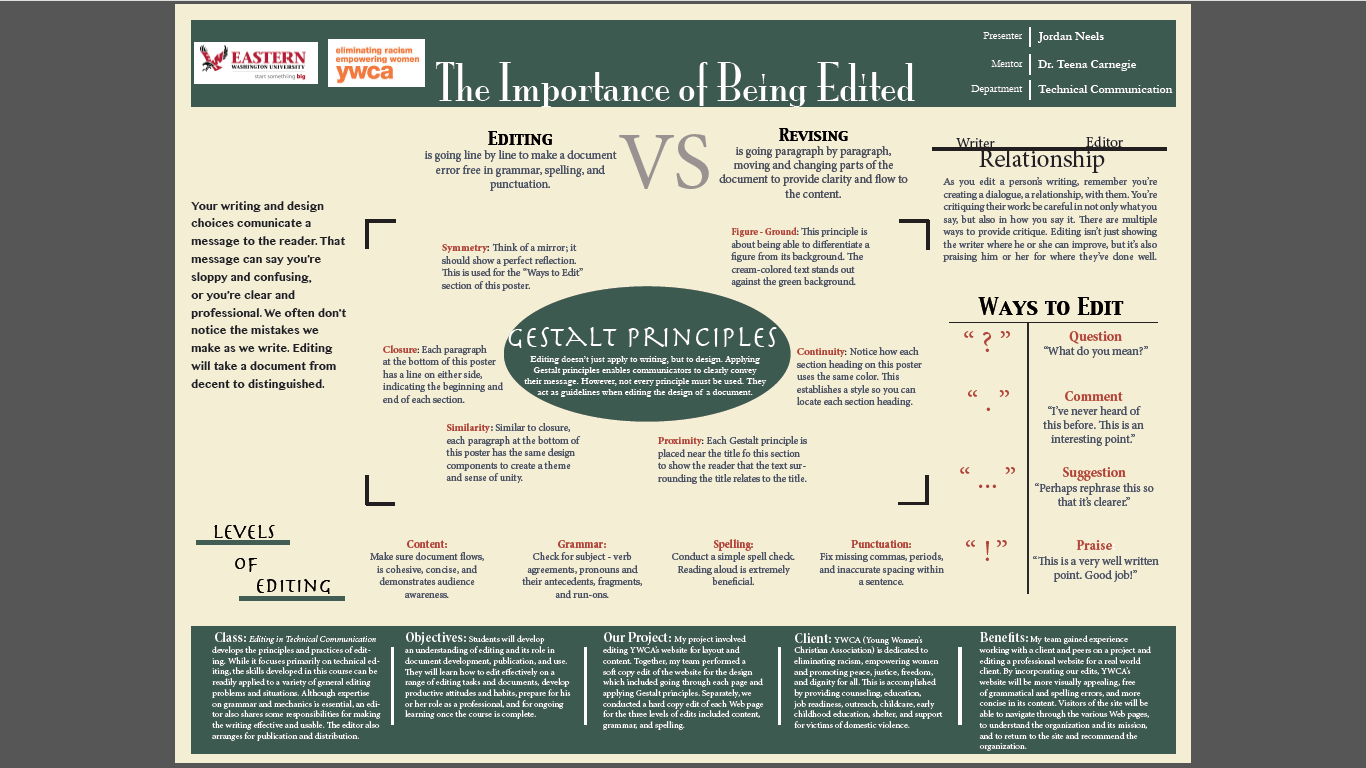 EASTERN
WASHINGTON UNIVERSITY
start something big
eliminating racism
empowering women
ywca
The Importance of Being Edited
Presenter Jordan Neels
Mentor Dr. Teena Carnegie
Department Technical Communication
Editing
is going line by line to make a document
error free in grammar, spelling, and
punctuation.
VS
Revising
is going paragraph by paragraph,
moving and changing parts of the
document to provide clarity and flow to
the content.
Writer Editor
Relationship
As you edit a person's writing, remember you're
creating a dialogue, a relationship, with them. You're
critiquing their work: be careful in not only what you
say, but also in how you say it. There are multiple
ways to provide critique. Editing isn't just showing
the writer where he or she can improve, but it's also
praising him or her for where they've done well.
Your writing and design
choices comunicate a
message to the reader. That
message can say you're
sloppy and confusing,
or you're clear and
professional. We often don't
notice the mistakes we
make as we write. Editing
will take a document from
decent to distinguished.
Symmetry: Think of a mirror; it
should show a perfect reflection.
This is used for the "Ways to Edit"
section of this poster.
Figure - Ground: This principle is
about being able to differentiate a
figure from its background. The
cream-colored text stands out
against the green background.
GESTALT PRINCIPLES
Editing doesn't just apply to writing, but to design. Applying
Gestalt principles enables communicators to clearly convey
their message. However, not every principle must be used. They
act as guidelines when editing the design of a document.
Closure: Each paragraph
at the bottom of this poster
has a line on either side,
indicating the beginning and
end of each section.
Continuity: Notice how each
section heading on this poster
uses the same color. This
establishes a style so you can
locate each section heading.
Similarity: Similar to closure,
each paragraph at the bottom of
this poster has the same design
components to create a theme
and sense of unity.
Proximity: Each Gestalt principle is
placed near the title fo this section
to show the reader that the text sur-
rounding the title relates to the title.
Ways to Edit
" ? "
Question
"What do you mean?"
" . "
Comment
"I've never heard of
this before. This is an
interesting point."
" ... "
Suggestion
"Perhaps rephrase this so
that it's clearer."
" ! "
Praise
"This is a very well written
point. Good job!"
LEVELS
OF
EDITING
Content:
Make sure document flows,
is cohesive, concise, and
demonstrates audience
awareness.
Grammar:
Check for subject - verb
agreements, pronouns and
their antecedents, fragments,
and run-ons.
Spelling:
Conduct a simple spell check.
Reading aloud is extremely
beneficial.
Punctuation:
Fix missing commas, periods,
and inaccurate spacing within
a sentence.
Class: Editing in Technical Communication
develops the principles and practices of edit-
ing. While it focuses primarily on technical ed-
iting, the skills developed in this course can be
readily applied to a variety of general editing
problems and situations. Although expertise
on grammar and mechanics is essential, an edi-
tor also shares some responsibilities for making
the writing effective and usable. The editor also
arranges for publication and distribution.
Objectives: Students will develop
an understanding of editing and its role in
document development, publication, and use.
They will learn how to edit effectively on a
range of editing tasks and documents, develop
productive attitudes and habits, prepare for his
or her role as a professional, and for ongoing
learning once the course is complete.
Our Project: My project involved
editing YWCA's website for layout and
content. Together, my team performed a
soft copy edit of the website for the design
which included going through each page and
applying Gestalt principles. Separately, we
conducted a hard copy edit of each Web page
for the three levels of edits included content,
grammar, and spelling.
Client: YWCA (Young Women's
Christian Association) is dedicated to
eliminating racism, empowering women
and promoting peace, justice, freedom,
and dignity for all. This is accomplished
by providing counseling, education,
job readiness, outreach, childcare, early
childhood education, shelter, and support
for victims of domestic violence.
Benefits: My team gained experience
working with a client and peers on a project and
editing a professional website for a real world
client. By incorporating our edits, YWCA's
website will be more visually appealing, free
of grammatical and spelling errors, and more
concise in its content. Visitors of the site will be
able to navigate through the various Web pages,
to understand the organization and its mission,
and to return to the site and recommend the
organization.